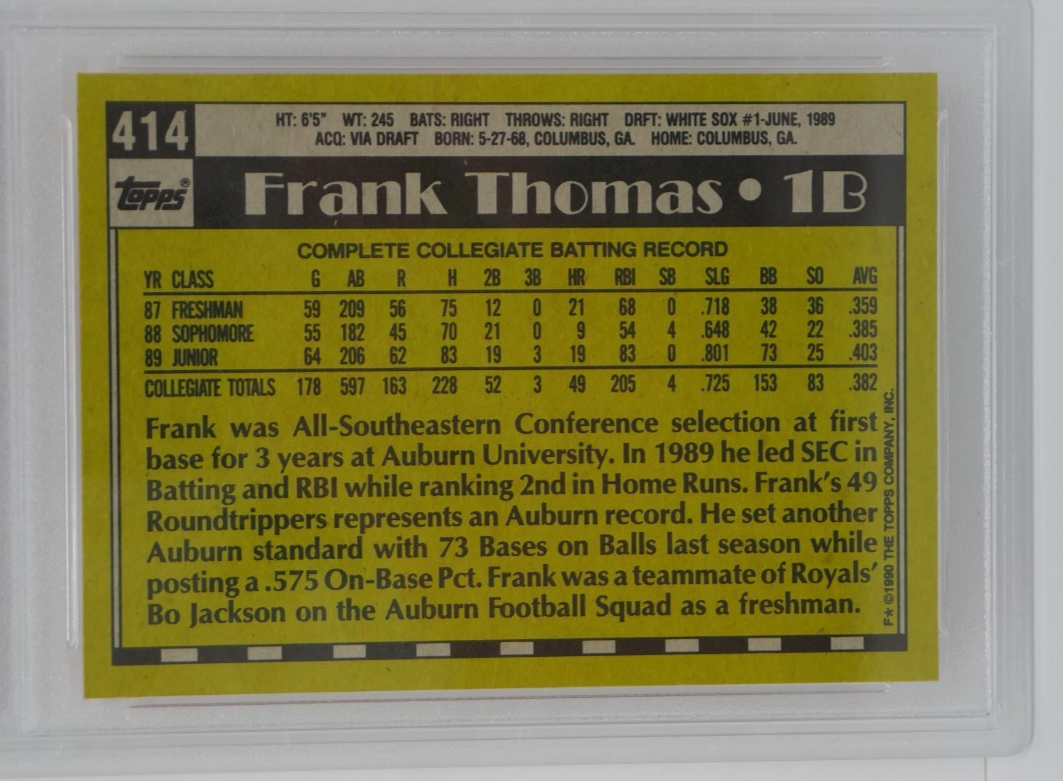 414
HT: 6'5" WT: 245 BATS: RIGHT THROWS: RIGHT DRFT: WHITE SOX #1-JUNE, 1989
ACQ: VIA DRAFT BORN: 5-27-68, COLUMBUS, GA. HOME: COLUMBUS, GA.
TOPPS®
Frank Thomas • 1B
COMPLETE COLLEGIATE BATTING RECORD
YR CLASS G AB R H 2B 3B HR RBI SB SLG BB SO AVG
87 FRESHMAN 59 209 56 75 12 0 21 68 0 .718 38 36 .359
88 SOPHOMORE 55 182 45 70 21 0 9 54 4 .648 42 22 .385
89 JUNIOR 64 206 62 83 19 3 19 83 0 .801 73 25 .403
COLLEGIATE TOTALS 178 597 163 228 52 3 49 205 4 .725 153 83 .382
Frank was All-Southeastern Conference selection at first
base for 3 years at Auburn University. In 1989 he led SEC in
Batting and RBI while ranking 2nd in Home Runs. Frank's 49
Roundtrippers represents an Auburn record. He set another
Auburn standard with 73 Bases on Balls last season while
posting a .575 On-Base Pct. Frank was a teammate of Royals'
Bo Jackson on the Auburn Football Squad as a freshman.
F* ©1990 THE TOPPS COMPANY, INC.